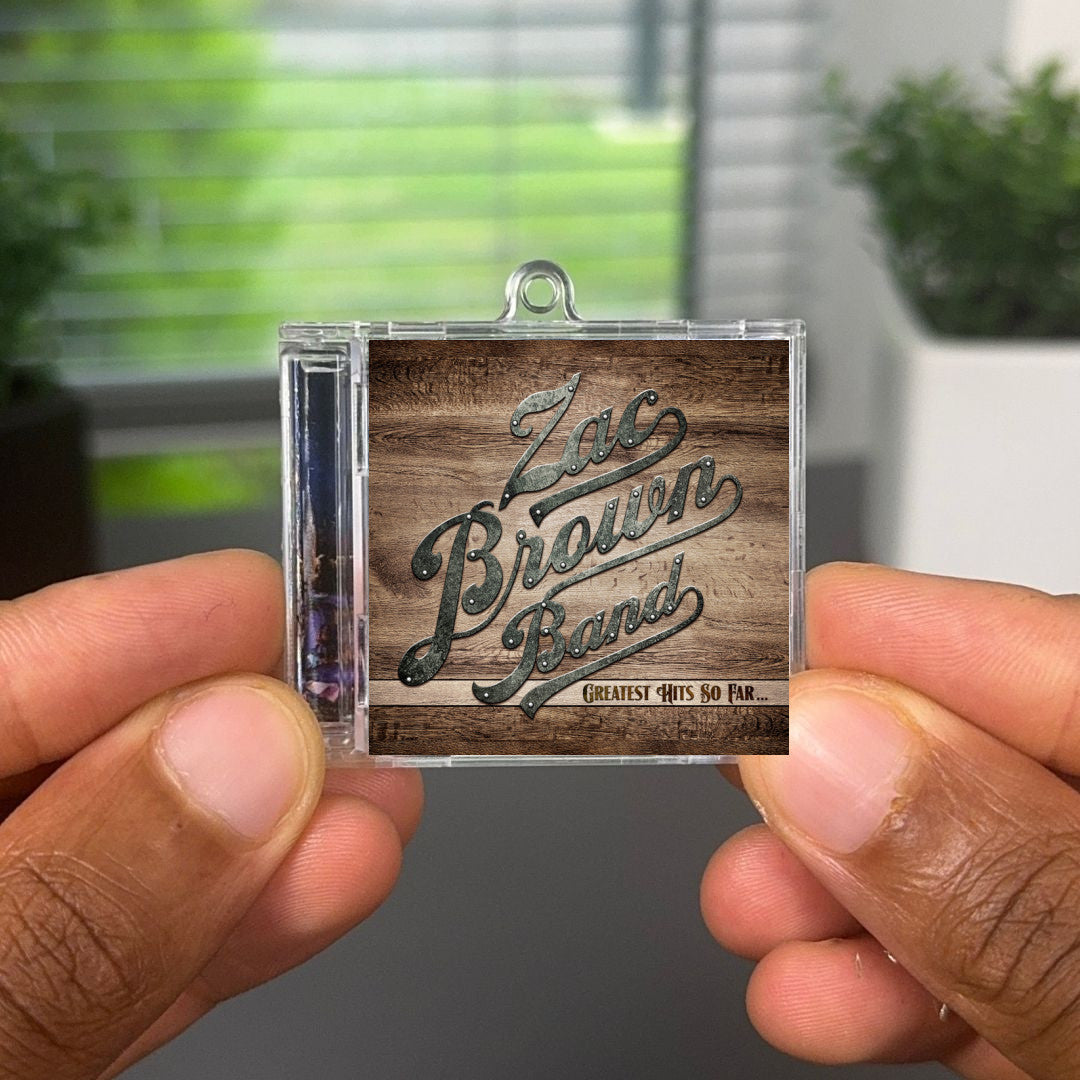 Zac
Brown
Band
Greatest Hits So Far...